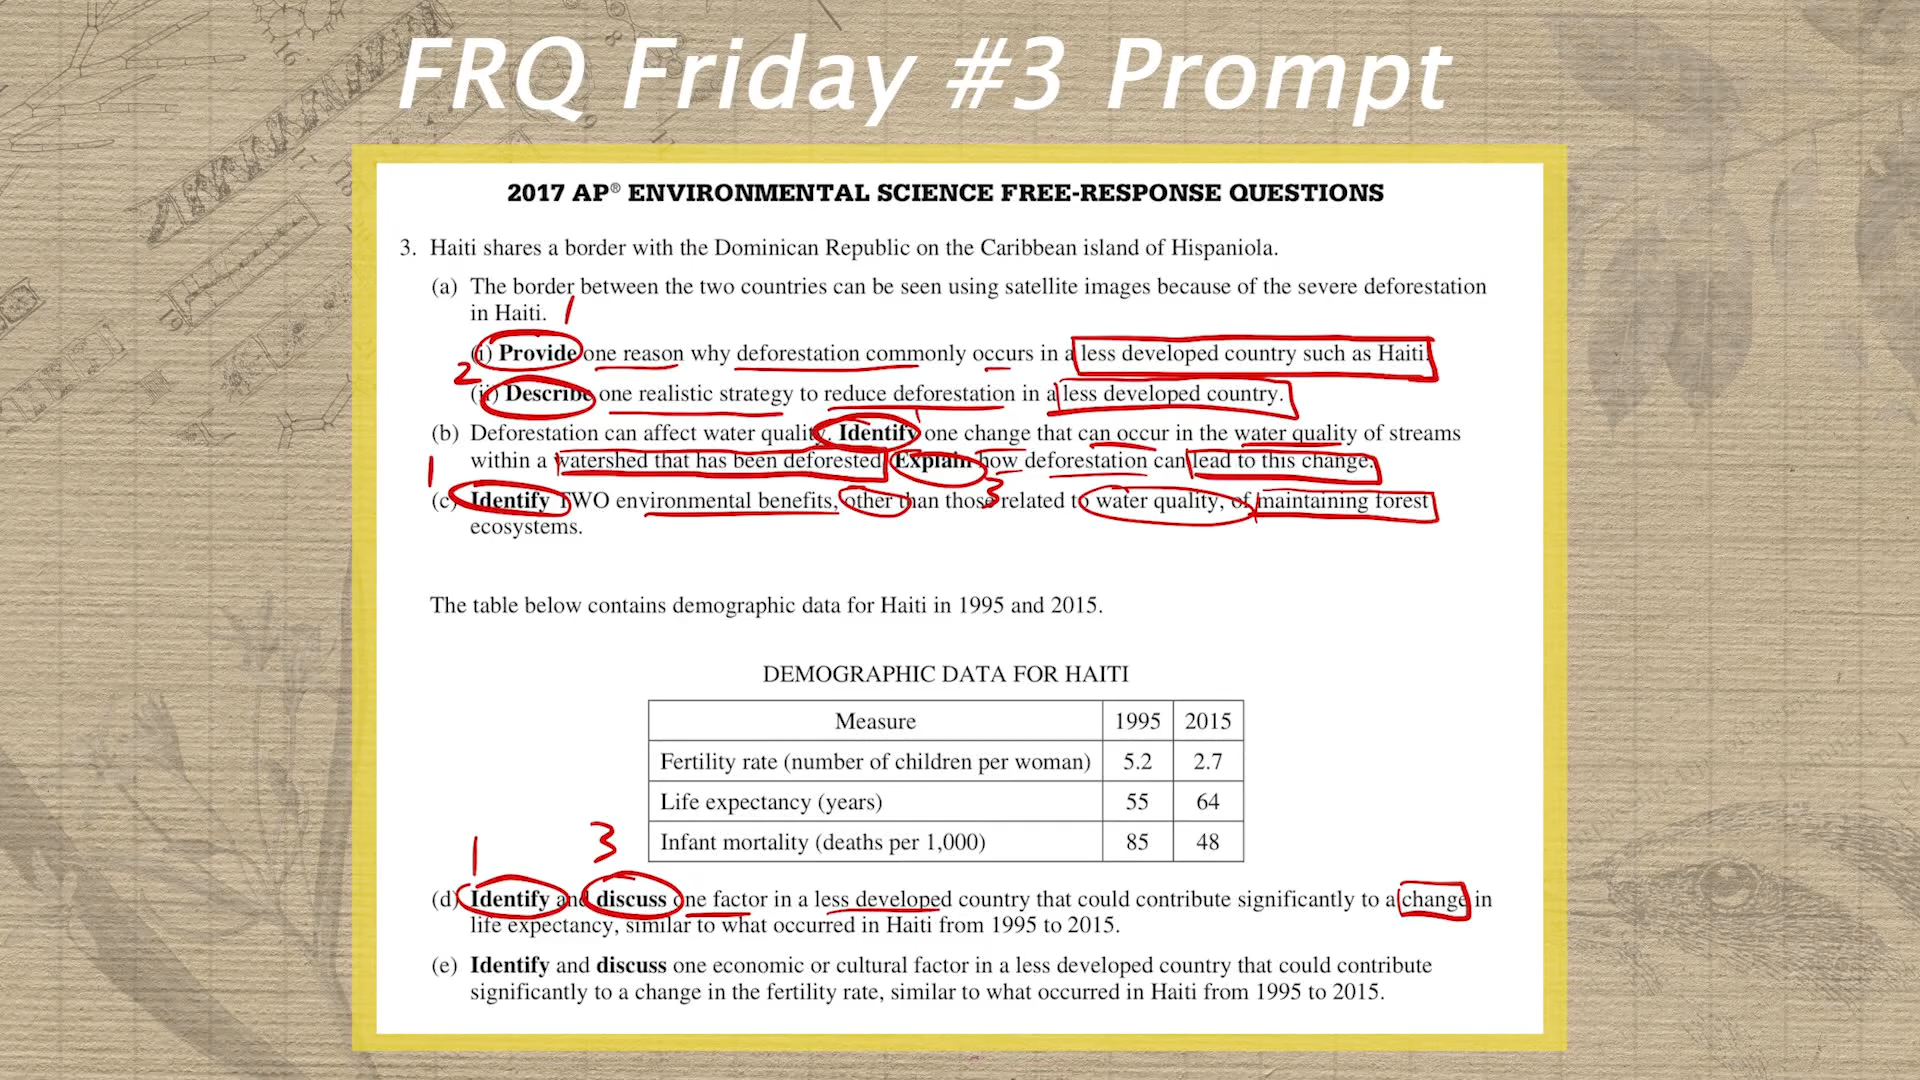 FRQ Friday #3 Prompt
2017 AP® ENVIRONMENTAL SCIENCE FREE-RESPONSE QUESTIONS
3. Haiti shares a border with the Dominican Republic on the Caribbean island of Hispaniola.
(a) The border between the two countries can be seen using satellite images because of the severe deforestation
in Haiti.
1
(i) Provide one reason why deforestation commonly occurs in a less developed country such as Haiti.
2
(ii) Describe one realistic strategy to reduce deforestation in a less developed country.
(b) Deforestation can affect water quality. Identify one change that can occur in the water quality of streams
within a watershed that has been deforested. Explain how deforestation can lead to this change.
1
3
(c) Identify TWO environmental benefits, other than those related to water quality, of maintaining forest
ecosystems.
The table below contains demographic data for Haiti in 1995 and 2015.
DEMOGRAPHIC DATA FOR HAITI
Measure 1995 2015
Fertility rate (number of children per woman) 5.2 2.7
Life expectancy (years) 55 64
Infant mortality (deaths per 1,000) 85 48
1 3
(d) Identify and discuss one factor in a less developed country that could contribute significantly to a change in
life expectancy, similar to what occurred in Haiti from 1995 to 2015.
(e) Identify and discuss one economic or cultural factor in a less developed country that could contribute
significantly to a change in the fertility rate, similar to what occurred in Haiti from 1995 to 2015.